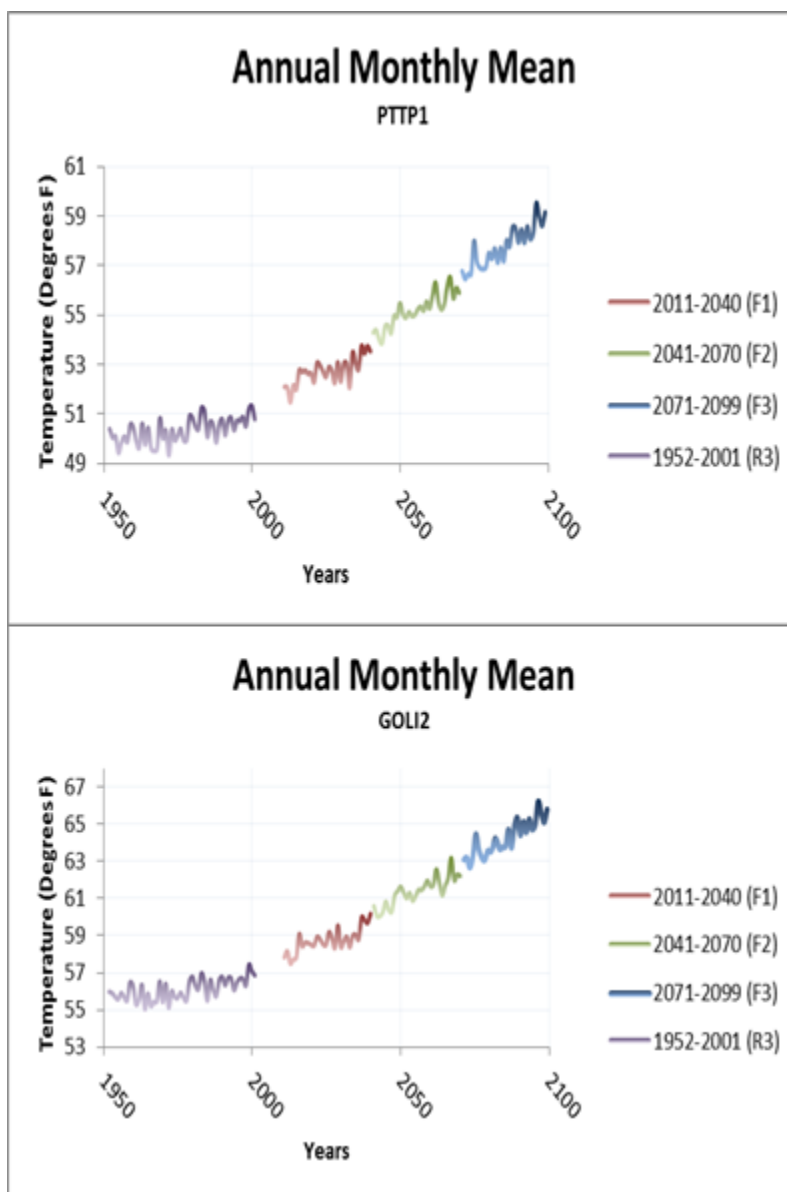 Annual Monthly Mean
PTTP1
Temperature (Degrees F)
61
59
57
55
53
51
49
1950
2000
2050
2100
Years
2011-2040 (F1)
2041-2070 (F2)
2071-2099 (F3)
1952-2001 (R3)
Annual Monthly Mean
GOLI2
Temperature (Degrees F)
67
65
63
61
59
57
55
53
1950
2000
2050
2100
Years
2011-2040 (F1)
2041-2070 (F2)
2071-2099 (F3)
1952-2001 (R3)